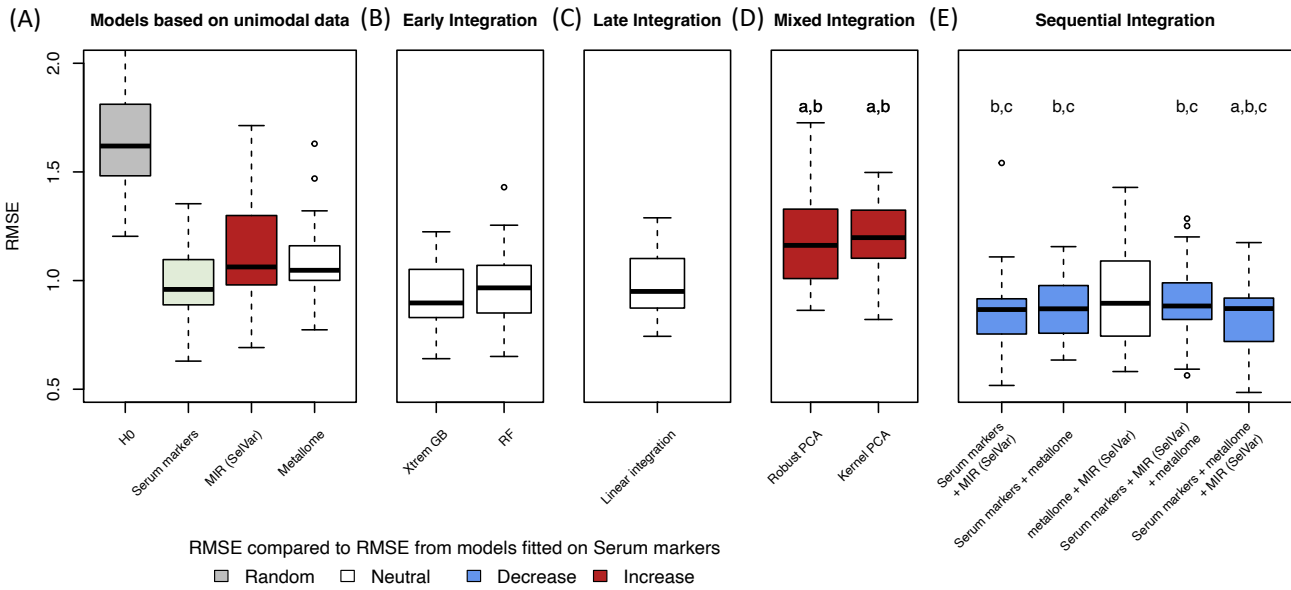 (A) Models based on unimodal data
(B) Early Integration
(C) Late Integration
(D) Mixed Integration
(E) Sequential Integration
RMSE
2.0
1.5
1.0
0.5
a,b
a,b
b,c
b,c
b,c
a,b,c
H0
Serum markers
MIR (SelVar)
Metallome
Xtrem GB
RF
Linear integration
Robust PCA
Kernel PCA
Serum markers
+ MIR (SelVar)
Serum markers + metallome
metallome + MIR (SelVar)
Serum markers + MIR (SelVar)
+ metallome
Serum markers + metallome
+ MIR (SelVar)
RMSE compared to RMSE from models fitted on Serum markers
Random Neutral Decrease Increase